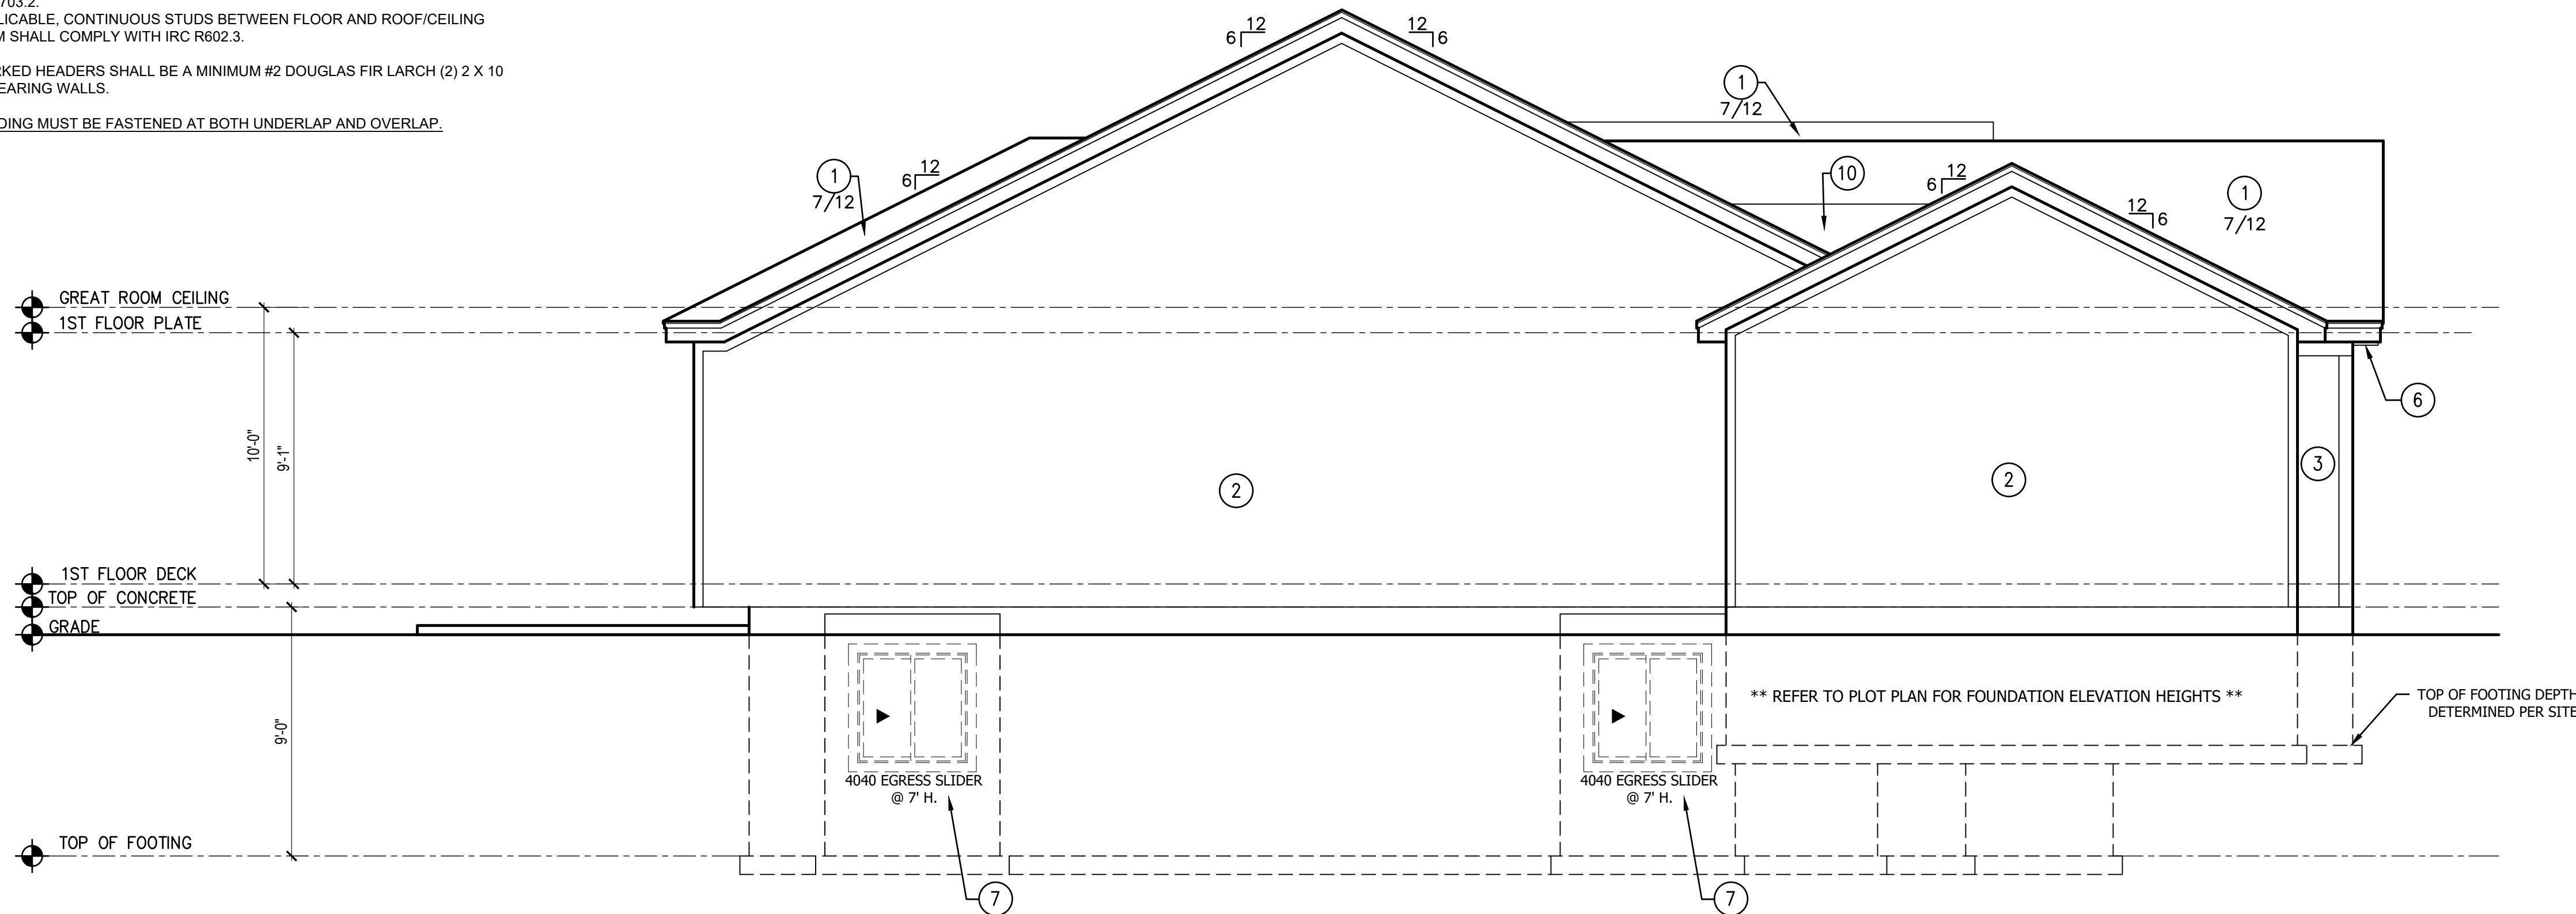 703.2.
LICABLE, CONTINUOUS STUDS BETWEEN FLOOR AND ROOF/CEILING
M SHALL COMPLY WITH IRC R602.3.
RKED HEADERS SHALL BE A MINIMUM #2 DOUGLAS FIR LARCH (2) 2 X 10
EARING WALLS.
DING MUST BE FASTENED AT BOTH UNDERLAP AND OVERLAP.
12
6
12
6
1
7/12
1
7/12
12
6
10
12
6
12
6
1
7/12
GREAT ROOM CEILING
1ST FLOOR PLATE
10'-0"
9'-1"
6
2
2
3
1ST FLOOR DECK
TOP OF CONCRETE
GRADE
9'-0"
** REFER TO PLOT PLAN FOR FOUNDATION ELEVATION HEIGHTS **
TOP OF FOOTING DEPTH
DETERMINED PER SITE
4040 EGRESS SLIDER
@ 7' H.
4040 EGRESS SLIDER
@ 7' H.
TOP OF FOOTING
7
7